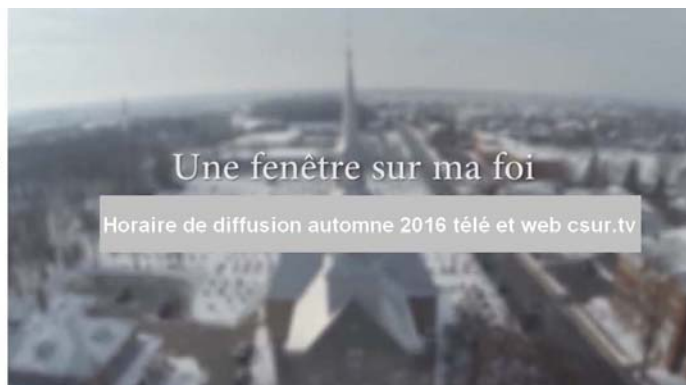 Une fenêtre sur ma foi
Horaire de diffusion automne 2016 télé et web csur.tv